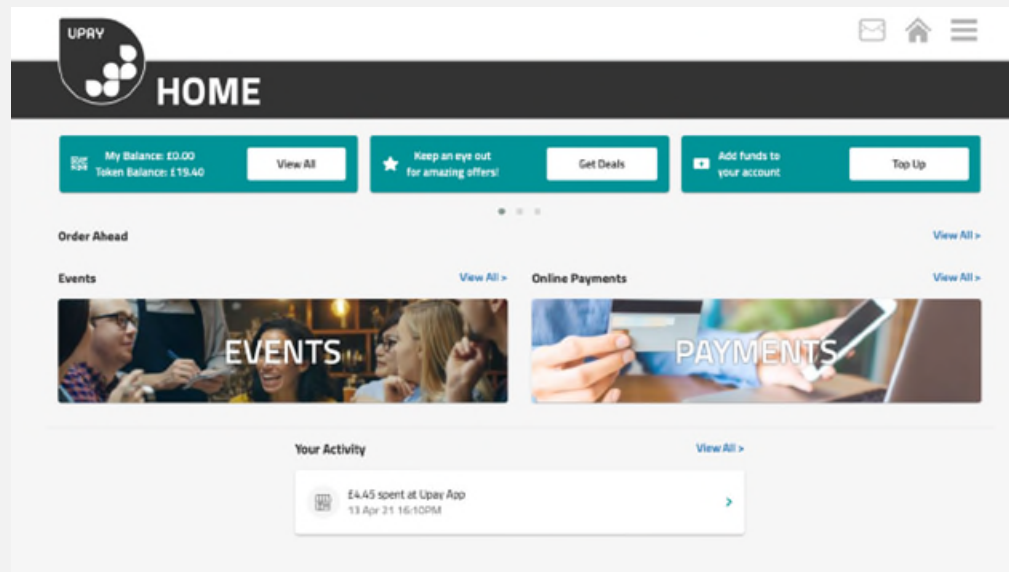 UPAY
HOME
My Balance: £0.00
Token Balance: £19.40
View All
Keep an eye out
for amazing offers!
Get Deals
Add funds to
your account
Top Up
Order Ahead
View All >
Events
View All >
Online Payments
View All >
EVENTS
PAYMENTS
Your Activity
View All >
£4.45 spent at Upay App
13 Apr 21 16:10PM